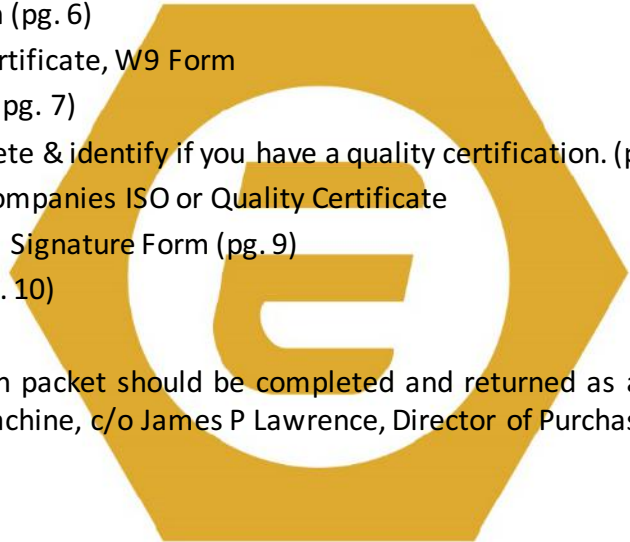 (pg. 6)
rtificate, W9 Form
pg. 7)
ete & identify if you have a quality certification. (p
ompanies ISO or Quality Certificate
Signature Form (pg. 9)
. 10)
n packet should be completed and returned as a
achine, c/o James P Lawrence, Director of Purchas